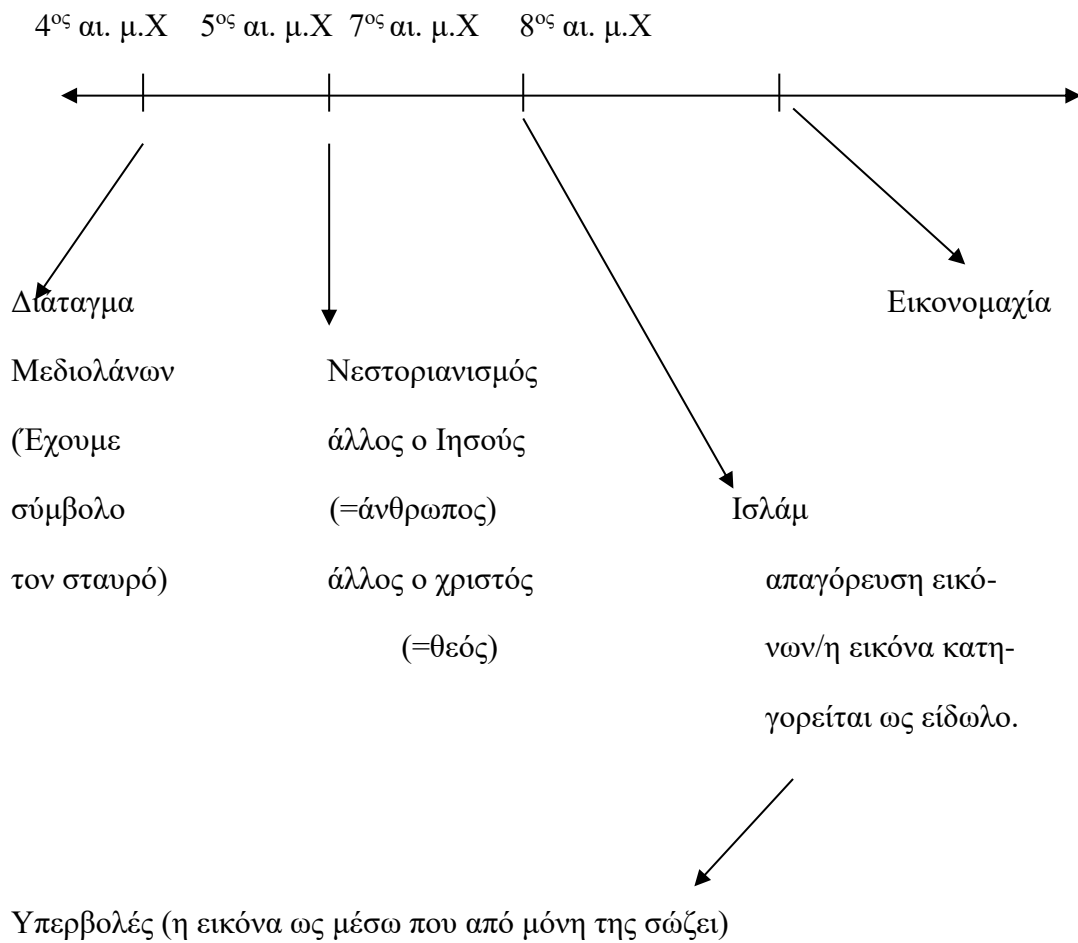 4ος αι. μ.Χ 5ος αι. μ.Χ 7ος αι. μ.Χ 8ος αι. μ.Χ
Διάταγμα
Μεδιολάνων
(Έχουμε
σύμβολο
τον σταυρό)
Νεστοριανισμός
άλλος ο Ιησούς
(=άνθρωπος)
άλλος ο χριστός
(=θεός)
Ισλάμ
απαγόρευση εικό-
νων/η εικόνα κατη-
γορείται ως είδωλο.
Εικονομαχία
Υπερβολές (η εικόνα ως μέσω που από μόνη της σώζει)